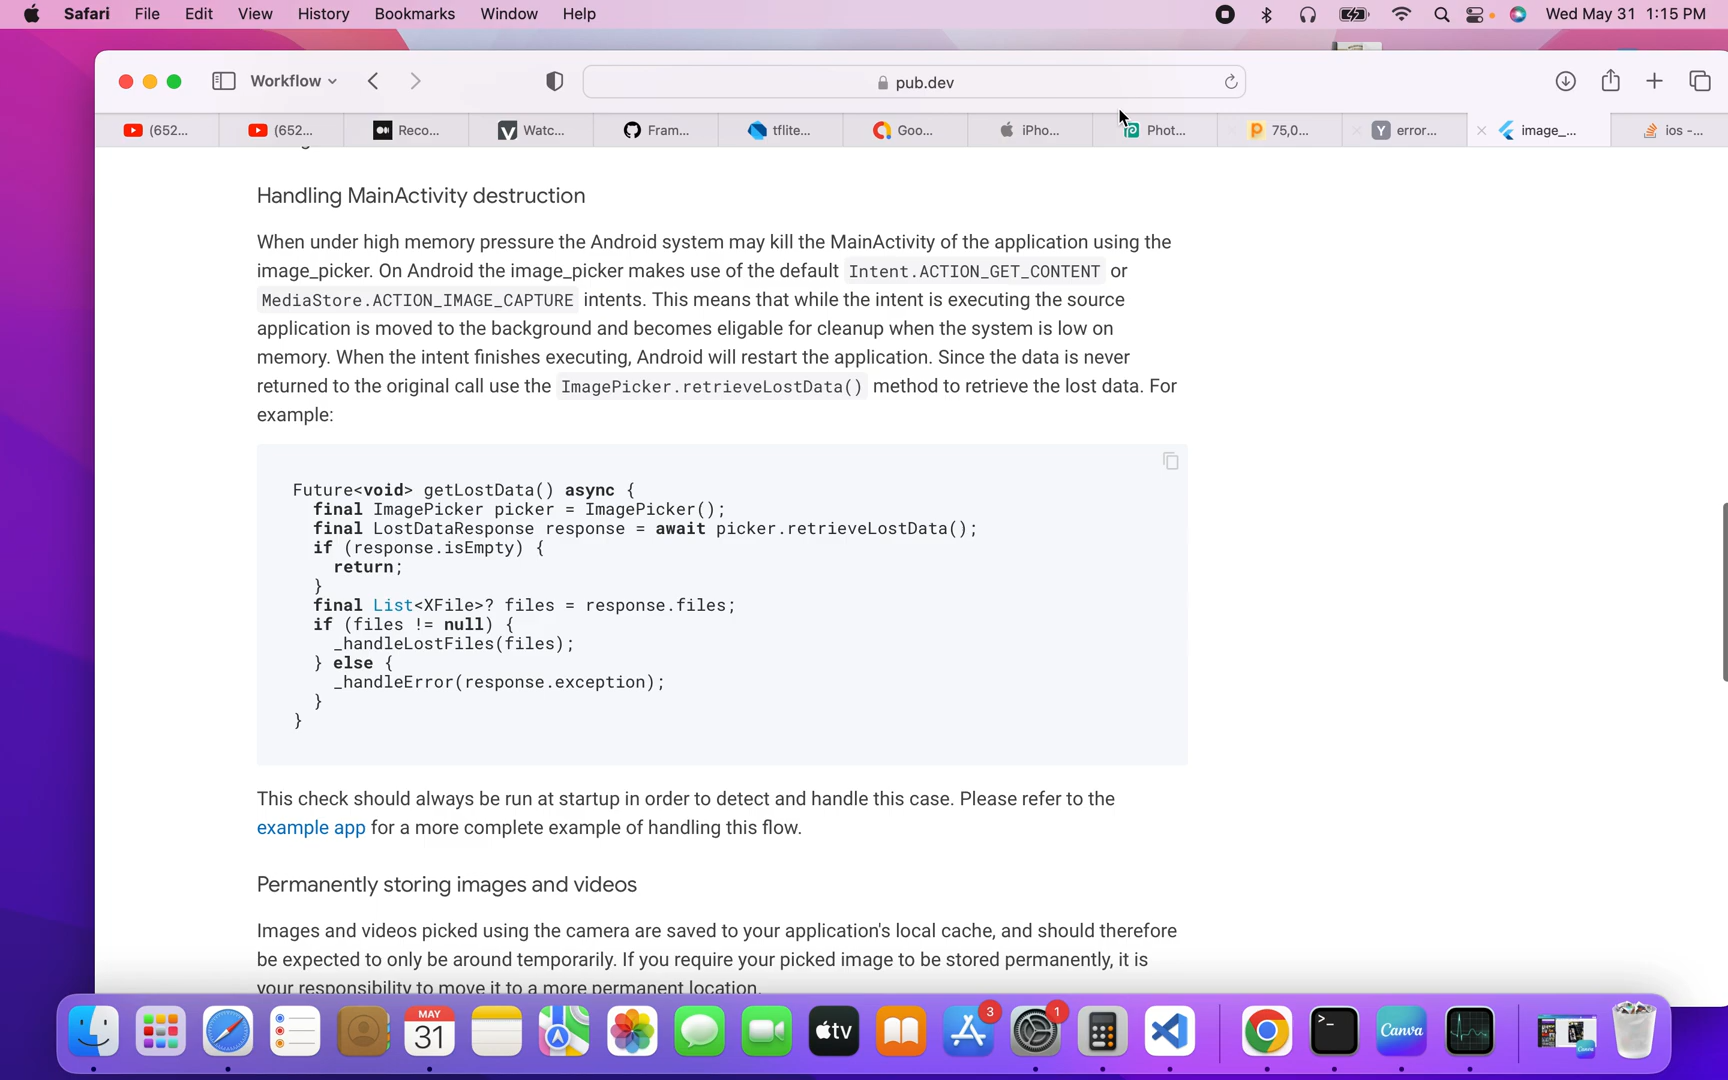 Safari File Edit View History Bookmarks Window Help Wed May 31 1:15 PM
Workflow pub.dev
(652... (652... Reco... Watc... Fram... tflite... Goo... iPho... Phot... 75,0... error... image_... ios -...
Handling MainActivity destruction
When under high memory pressure the Android system may kill the MainActivity of the application using the
image_picker. On Android the image_picker makes use of the default Intent.ACTION_GET_CONTENT or
MediaStore.ACTION_IMAGE_CAPTURE intents. This means that while the intent is executing the source
application is moved to the background and becomes eligable for cleanup when the system is low on
memory. When the intent finishes executing, Android will restart the application. Since the data is never
returned to the original call use the ImagePicker.retrieveLostData() method to retrieve the lost data. For
example:
Future<void> getLostData() async {
final ImagePicker picker = ImagePicker();
final LostDataResponse response = await picker.retrieveLostData();
if (response.isEmpty) {
return;
}
final List<XFile>? files = response.files;
if (files != null) {
_handleLostFiles(files);
} else {
_handleError(response.exception);
}
}
This check should always be run at startup in order to detect and handle this case. Please refer to the
example app for a more complete example of handling this flow.
Permanently storing images and videos
Images and videos picked using the camera are saved to your application's local cache, and should therefore
be expected to only be around temporarily. If you require your picked image to be stored permanently, it is
your responsibility to move it to a more permanent location.
MAY
31
tv
3
1
Canva